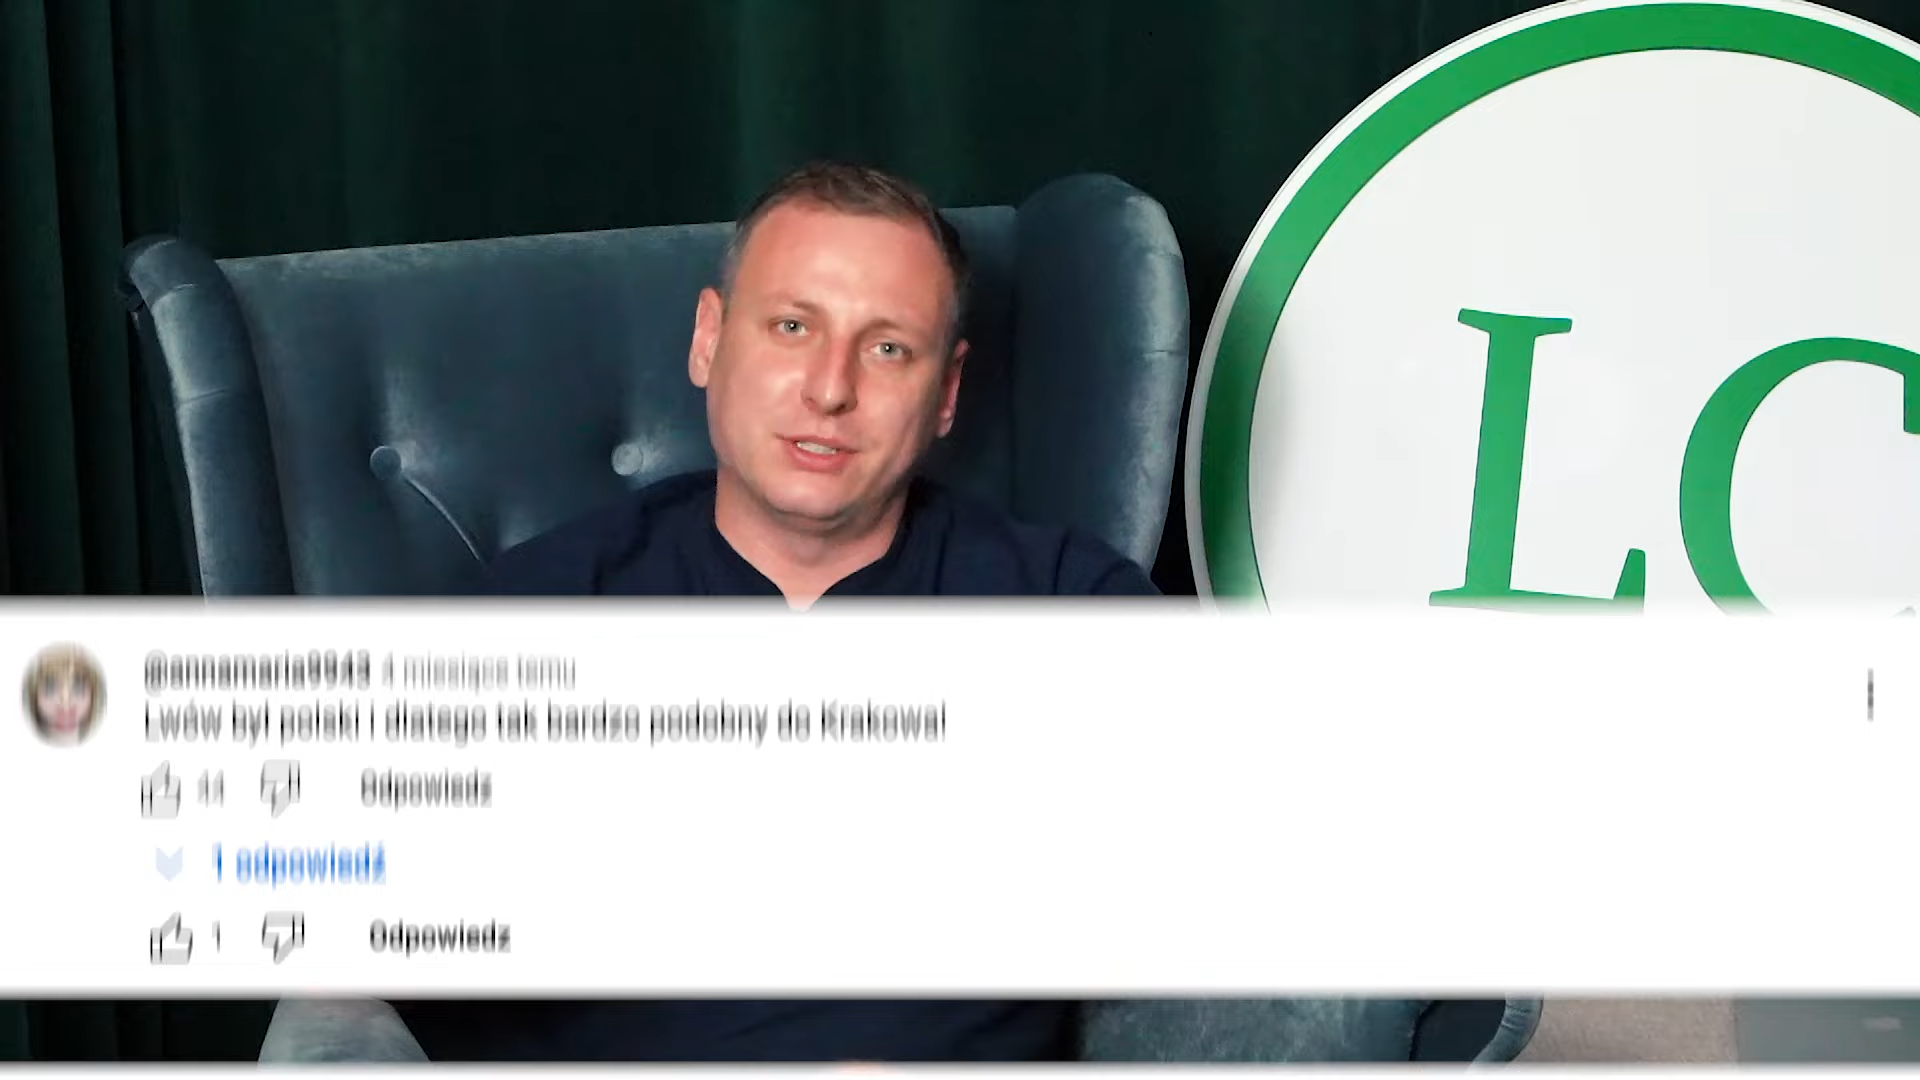 LC
@annamaria9943 4 miesiące temu
Lwów był polski i dlatego tak bardzo podobny do Krakowa!
44 Odpowiedz
1 odpowiedź
1 Odpowiedz